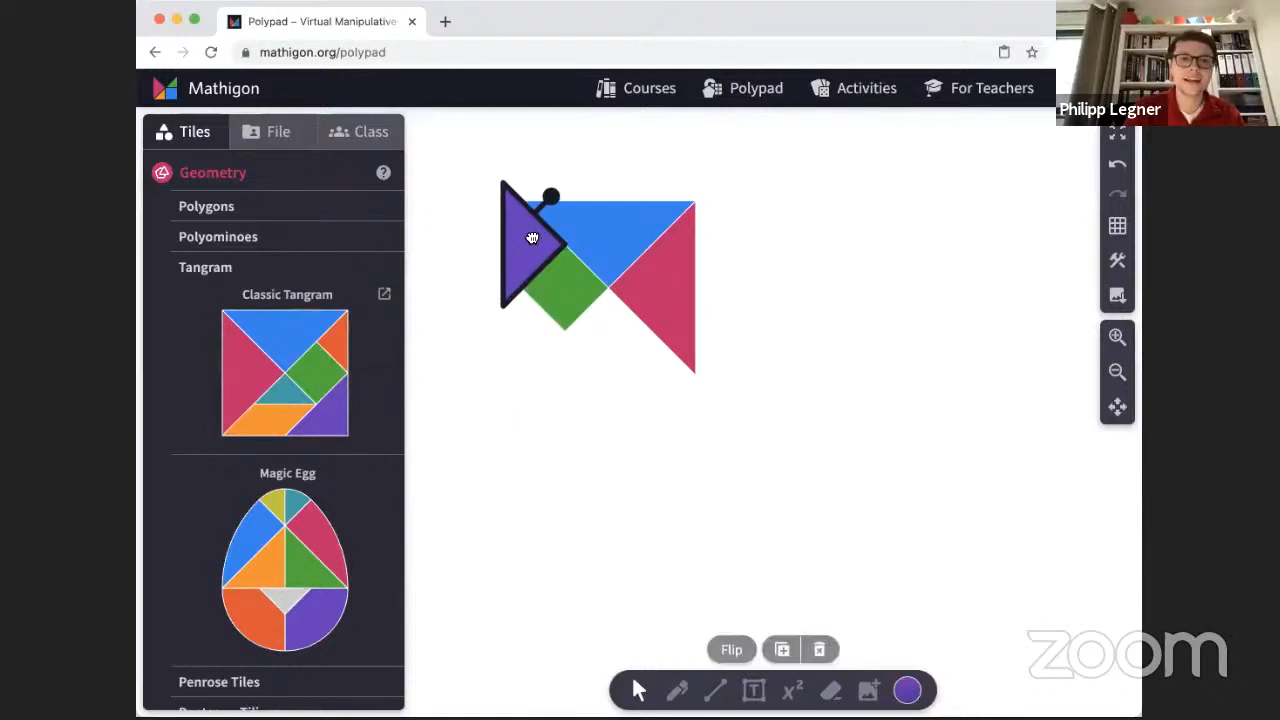 Polypad – Virtual Manipulative
mathigon.org/polypad
Mathigon
Courses
Polypad
Activities
For Teachers
Philipp Legner
Tiles
File
Class
Geometry
?
Polygons
Polyominoes
Tangram
Classic Tangram
Magic Egg
Penrose Tiles
Flip
T
x²
zoom